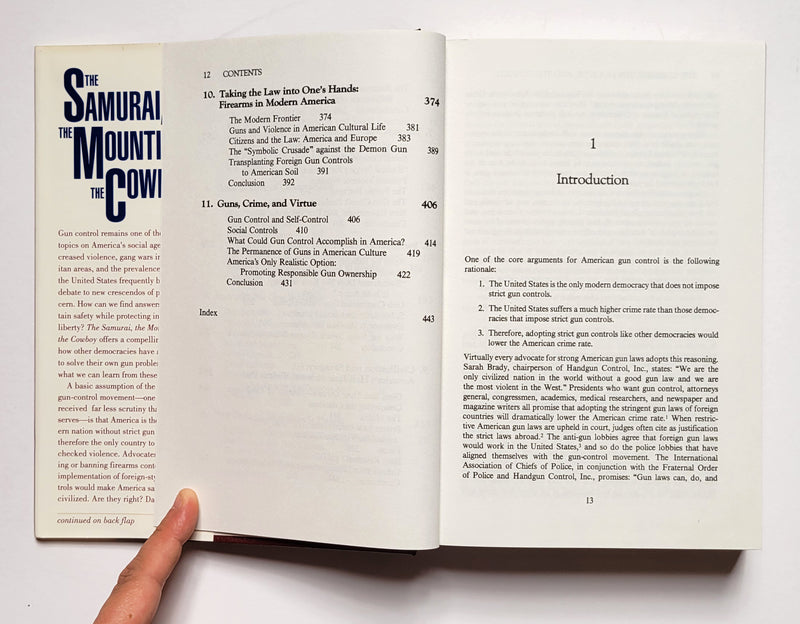 THE
SAMURAI,
THE
MOUNTI
THE
COW
Gun control remains one of the
topics on America's social age
creased violence, gang wars i
itan areas, and the prevalence
the United States frequently b
debate to new crescendos of p
cern. How can we find answer
tain safety while protecting in
liberty? The Samurai, the Mo
the Cowboy offers a compellin
how other democracies have a
to solve their own gun proble
what we can learn from these
A basic assumption of the
gun-control movement—one
received far less scrutiny tha
serves—is that America is the
ern nation without strict gun
therefore the only country to
checked violence. Advocates
ing or banning firearms cont
implementation of foreign-sty
trols would make America sa
civilized. Are they right? Da
continued on back flap
12 CONTENTS
10. Taking the Law into One's Hands:
Firearms in Modern America 374
The Modern Frontier 374
Guns and Violence in American Cultural Life 381
Citizens and the Law: America and Europe 383
The "Symbolic Crusade" against the Demon Gun 389
Transplanting Foreign Gun Controls
to American Soil 391
Conclusion 392
11. Guns, Crime, and Virtue 406
Gun Control and Self-Control 406
Social Controls 410
What Could Gun Control Accomplish in America? 414
The Permanence of Guns in American Culture 419
America's Only Realistic Option:
Promoting Responsible Gun Ownership 422
Conclusion 431
Index 443
1
Introduction
One of the core arguments for American gun control is the following
rationale:
1. The United States is the only modern democracy that does not impose
strict gun controls.
2. The United States suffers a much higher crime rate than those democ-
racies that impose strict gun controls.
3. Therefore, adopting strict gun controls like other democracies would
lower the American crime rate.
Virtually every advocate for strong American gun laws adopts this reasoning.
Sarah Brady, chairperson of Handgun Control, Inc., states: "We are the
only civilized nation in the world without a good gun law and we are
the most violent in the West." Presidents who want gun control, attorneys
general, congressmen, academics, medical researchers, and newspaper and
magazine writers all promise that adopting the stringent gun laws of foreign
countries will dramatically lower the American crime rate.¹ When restric-
tive American gun laws are upheld in court, judges often cite as justification
the strict laws abroad.² The anti-gun lobbies agree that foreign gun laws
would work in the United States,³ and so do the police lobbies that have
aligned themselves with the gun-control movement. The International
Association of Chiefs of Police, in conjunction with the Fraternal Order
of Police and Handgun Control, Inc., promises: "Gun laws can, do, and
13